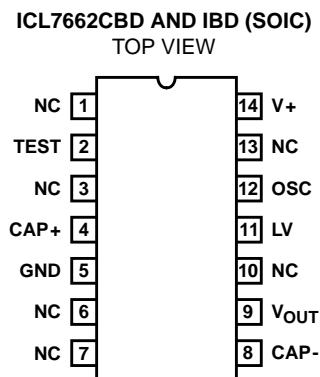 ICL7662CBD AND IBD (SOIC)
TOP VIEW
NC 1 14 V+
TEST 2 13 NC
NC 3 12 OSC
CAP+ 4 11 LV
GND 5 10 NC
NC 6 9 VOUT
NC 7 8 CAP-